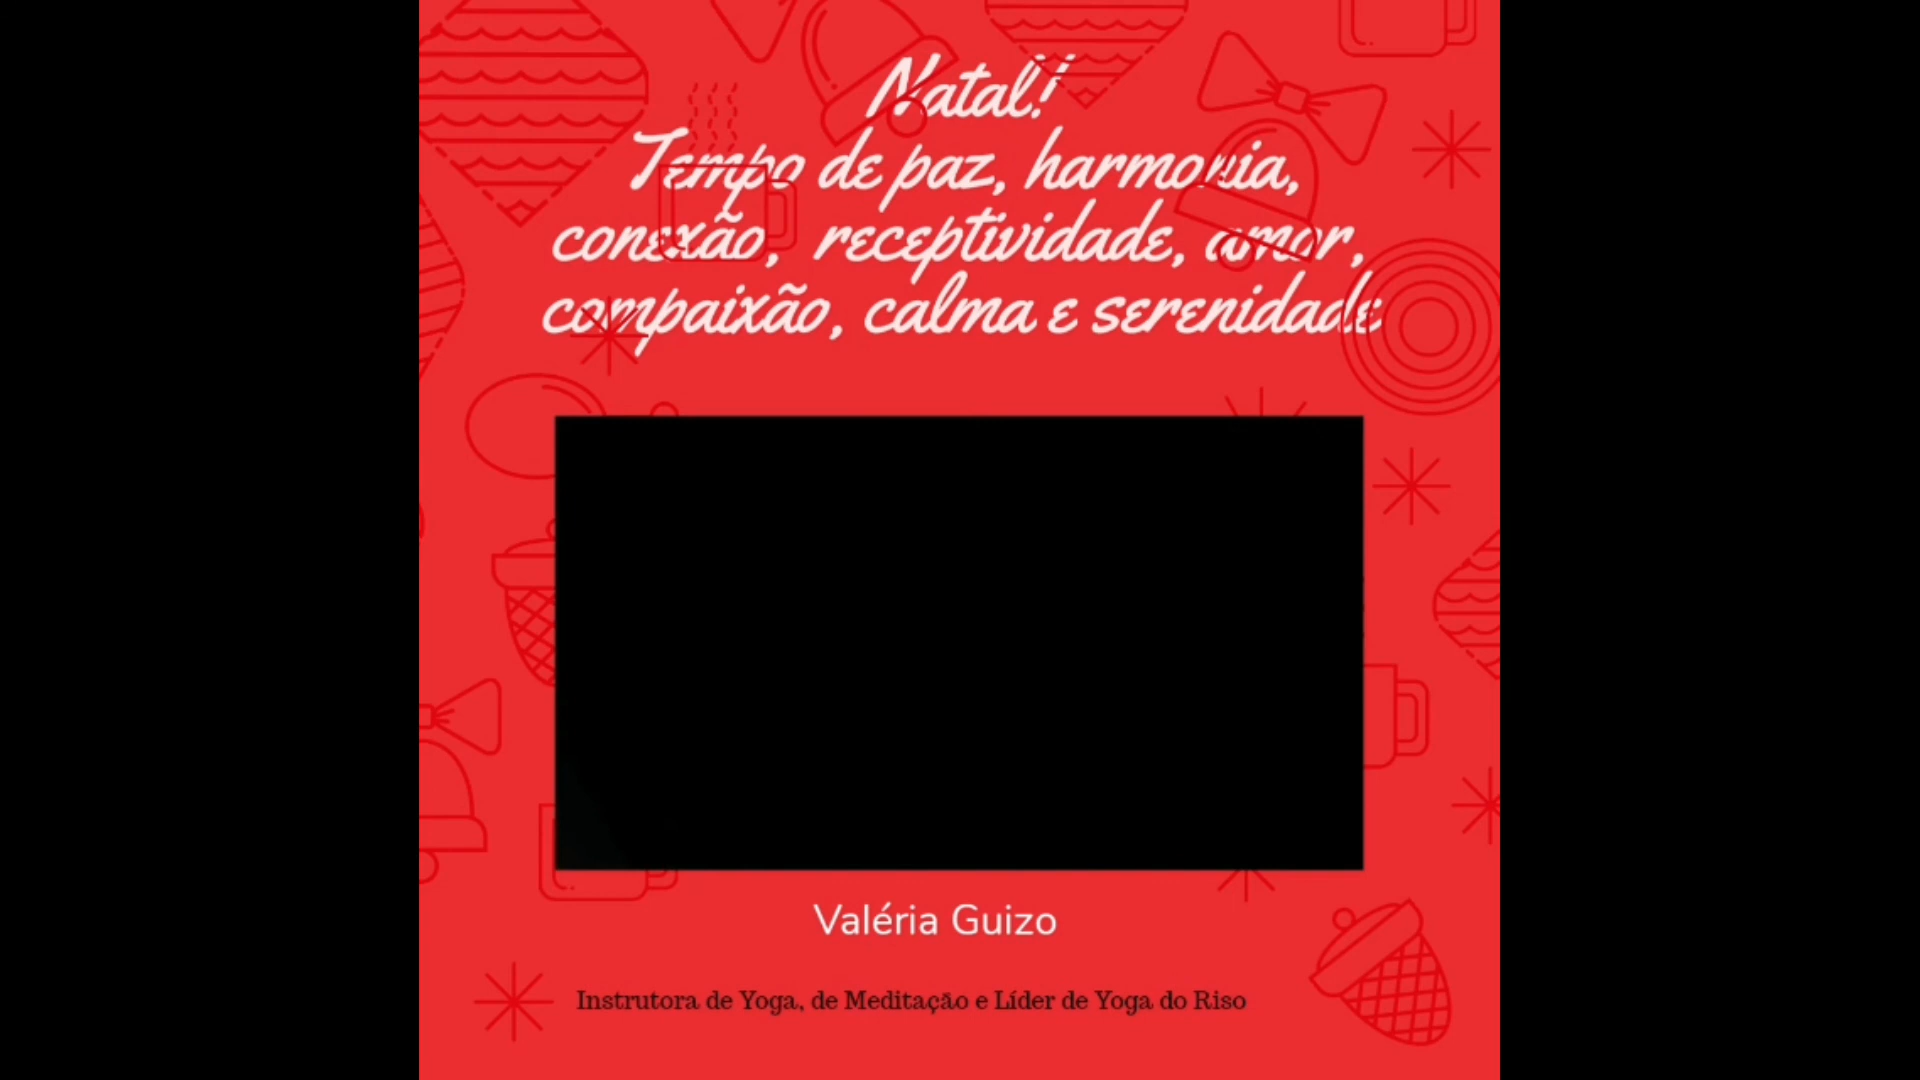 Natal!
Tempo de paz, harmonia,
conexão, receptividade, amor,
compaixão, calma e serenidade
Valéria Guizo
Instrutora de Yoga, de Meditação e Líder de Yoga do Riso